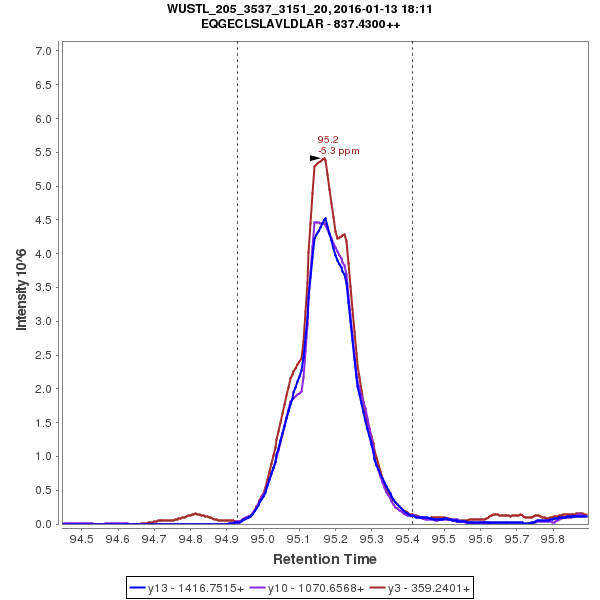 WUSTL_205_3537_3151_20, 2016-01-13 18:11
EQGECLSLAVLDLAR - 837.4300++
Intensity 10^6
7.0
6.5
6.0
5.5
5.0
4.5
4.0
3.5
3.0
2.5
2.0
1.5
1.0
0.5
0.0
95.2
-5.3 ppm
94.5 94.6 94.7 94.8 94.9 95.0 95.1 95.2 95.3 95.4 95.5 95.6 95.7 95.8
Retention Time
y13 - 1416.7515+ y10 - 1070.6568+ y3 - 359.2401+